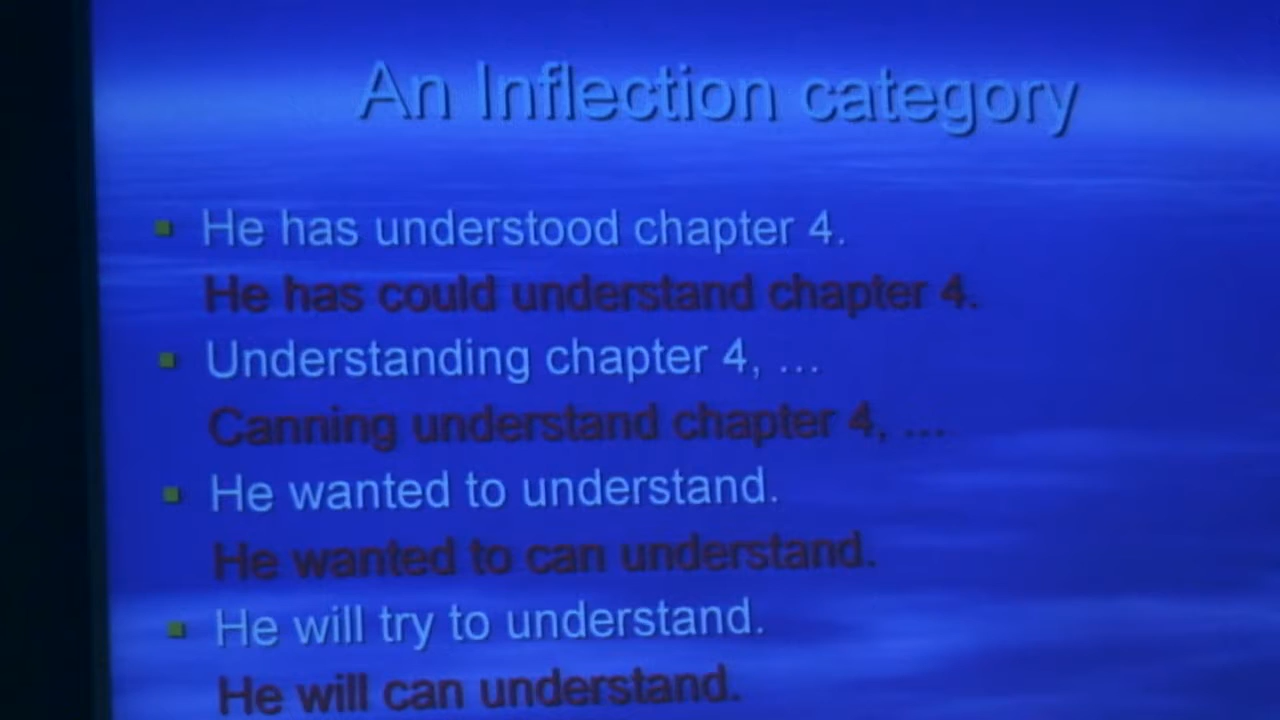 An Inflection category
He has understood chapter 4.
He has could understand chapter 4.
Understanding chapter 4, ...
Canning understand chapter 4, ...
He wanted to understand.
He wanted to can understand.
He will try to understand.
He will can understand.